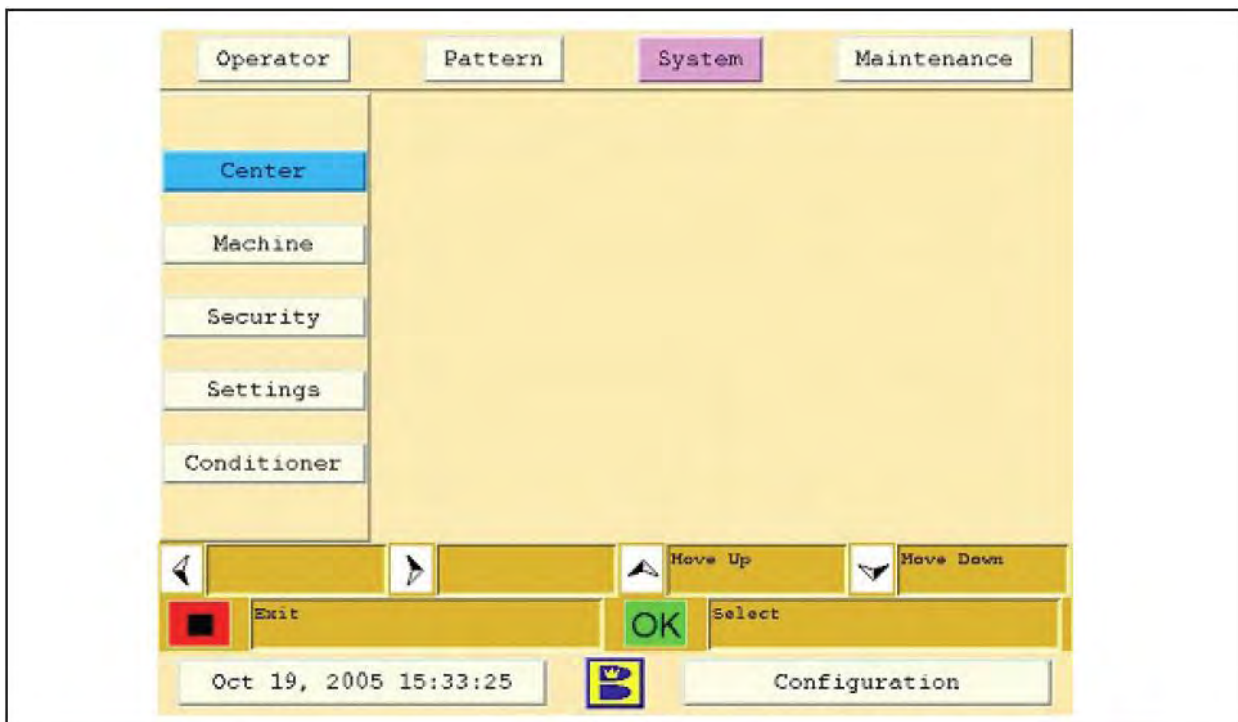 Operator Pattern System Maintenance
Center
Machine
Security
Settings
Conditioner
Move Up Move Down
Exit OK Select
Oct 19, 2005 15:33:25 Configuration